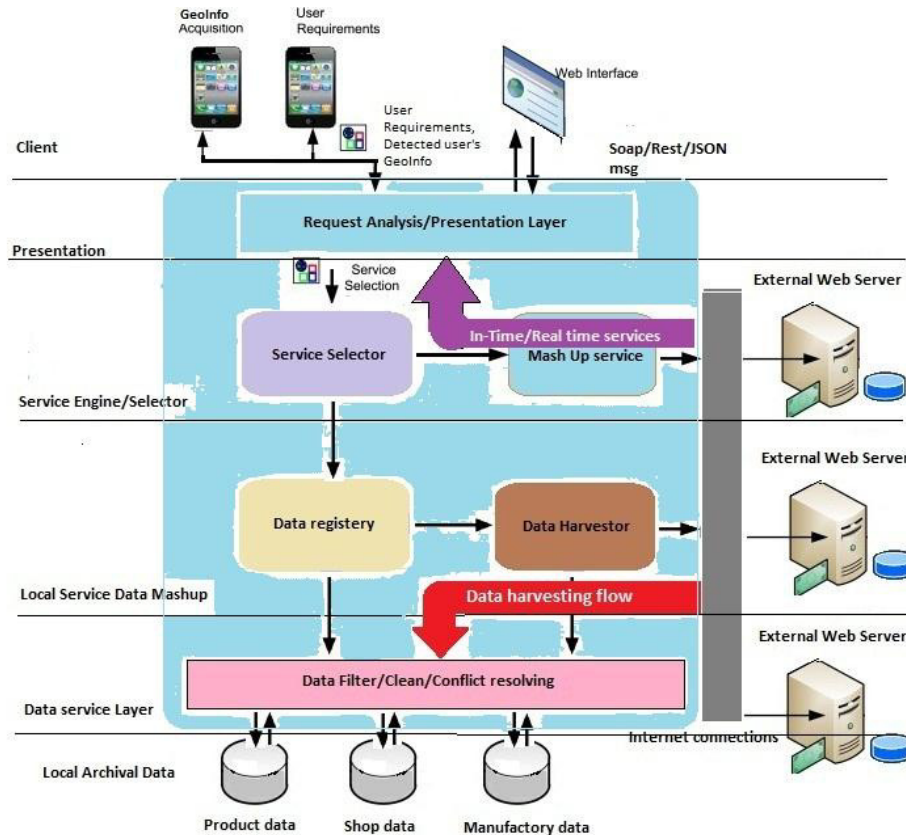 GeoInfo
Acquisition
User
Requirements
Web Interface
User
Requirements,
Detected user's
GeoInfo
Client
Soap/Rest/JSON
msg
Request Analysis/Presentation Layer
Presentation
Service
Selection
External Web Server
In-Time/Real time services
Service Selector
Mash Up service
Service Engine/Selector
External Web Server
Data registery
Data Harvestor
Local Service Data Mashup
Data harvesting flow
External Web Server
Data Filter/Clean/Conflict resolving
Data service Layer
Internet connections
Local Archival Data
Product data
Shop data
Manufactory data